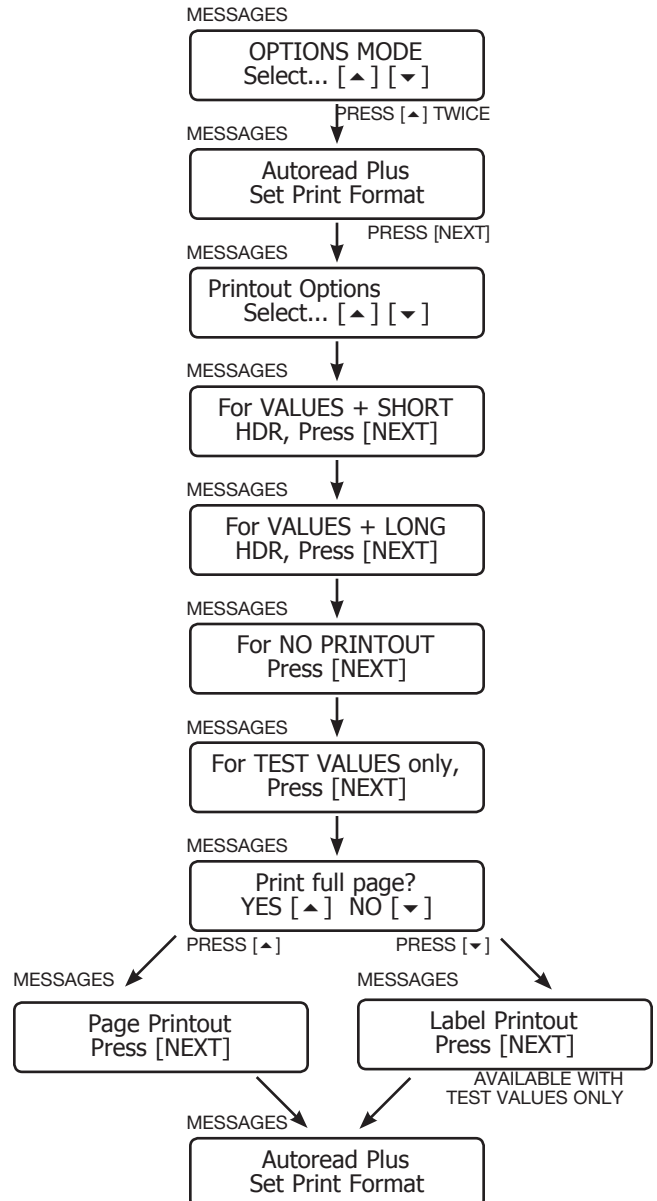 MESSAGES
OPTIONS MODE
Select... [▲] [▼]
PRESS [▲] TWICE
MESSAGES
Autoread Plus
Set Print Format
PRESS [NEXT]
MESSAGES
Printout Options
Select... [▲] [▼]
MESSAGES
For VALUES + SHORT
HDR, Press [NEXT]
MESSAGES
For VALUES + LONG
HDR, Press [NEXT]
MESSAGES
For NO PRINTOUT
Press [NEXT]
MESSAGES
For TEST VALUES only,
Press [NEXT]
MESSAGES
Print full page?
YES [▲] NO [▼]
PRESS [▲]
PRESS [▼]
MESSAGES
Page Printout
Press [NEXT]
MESSAGES
Label Printout
Press [NEXT]
AVAILABLE WITH
TEST VALUES ONLY
MESSAGES
Autoread Plus
Set Print Format